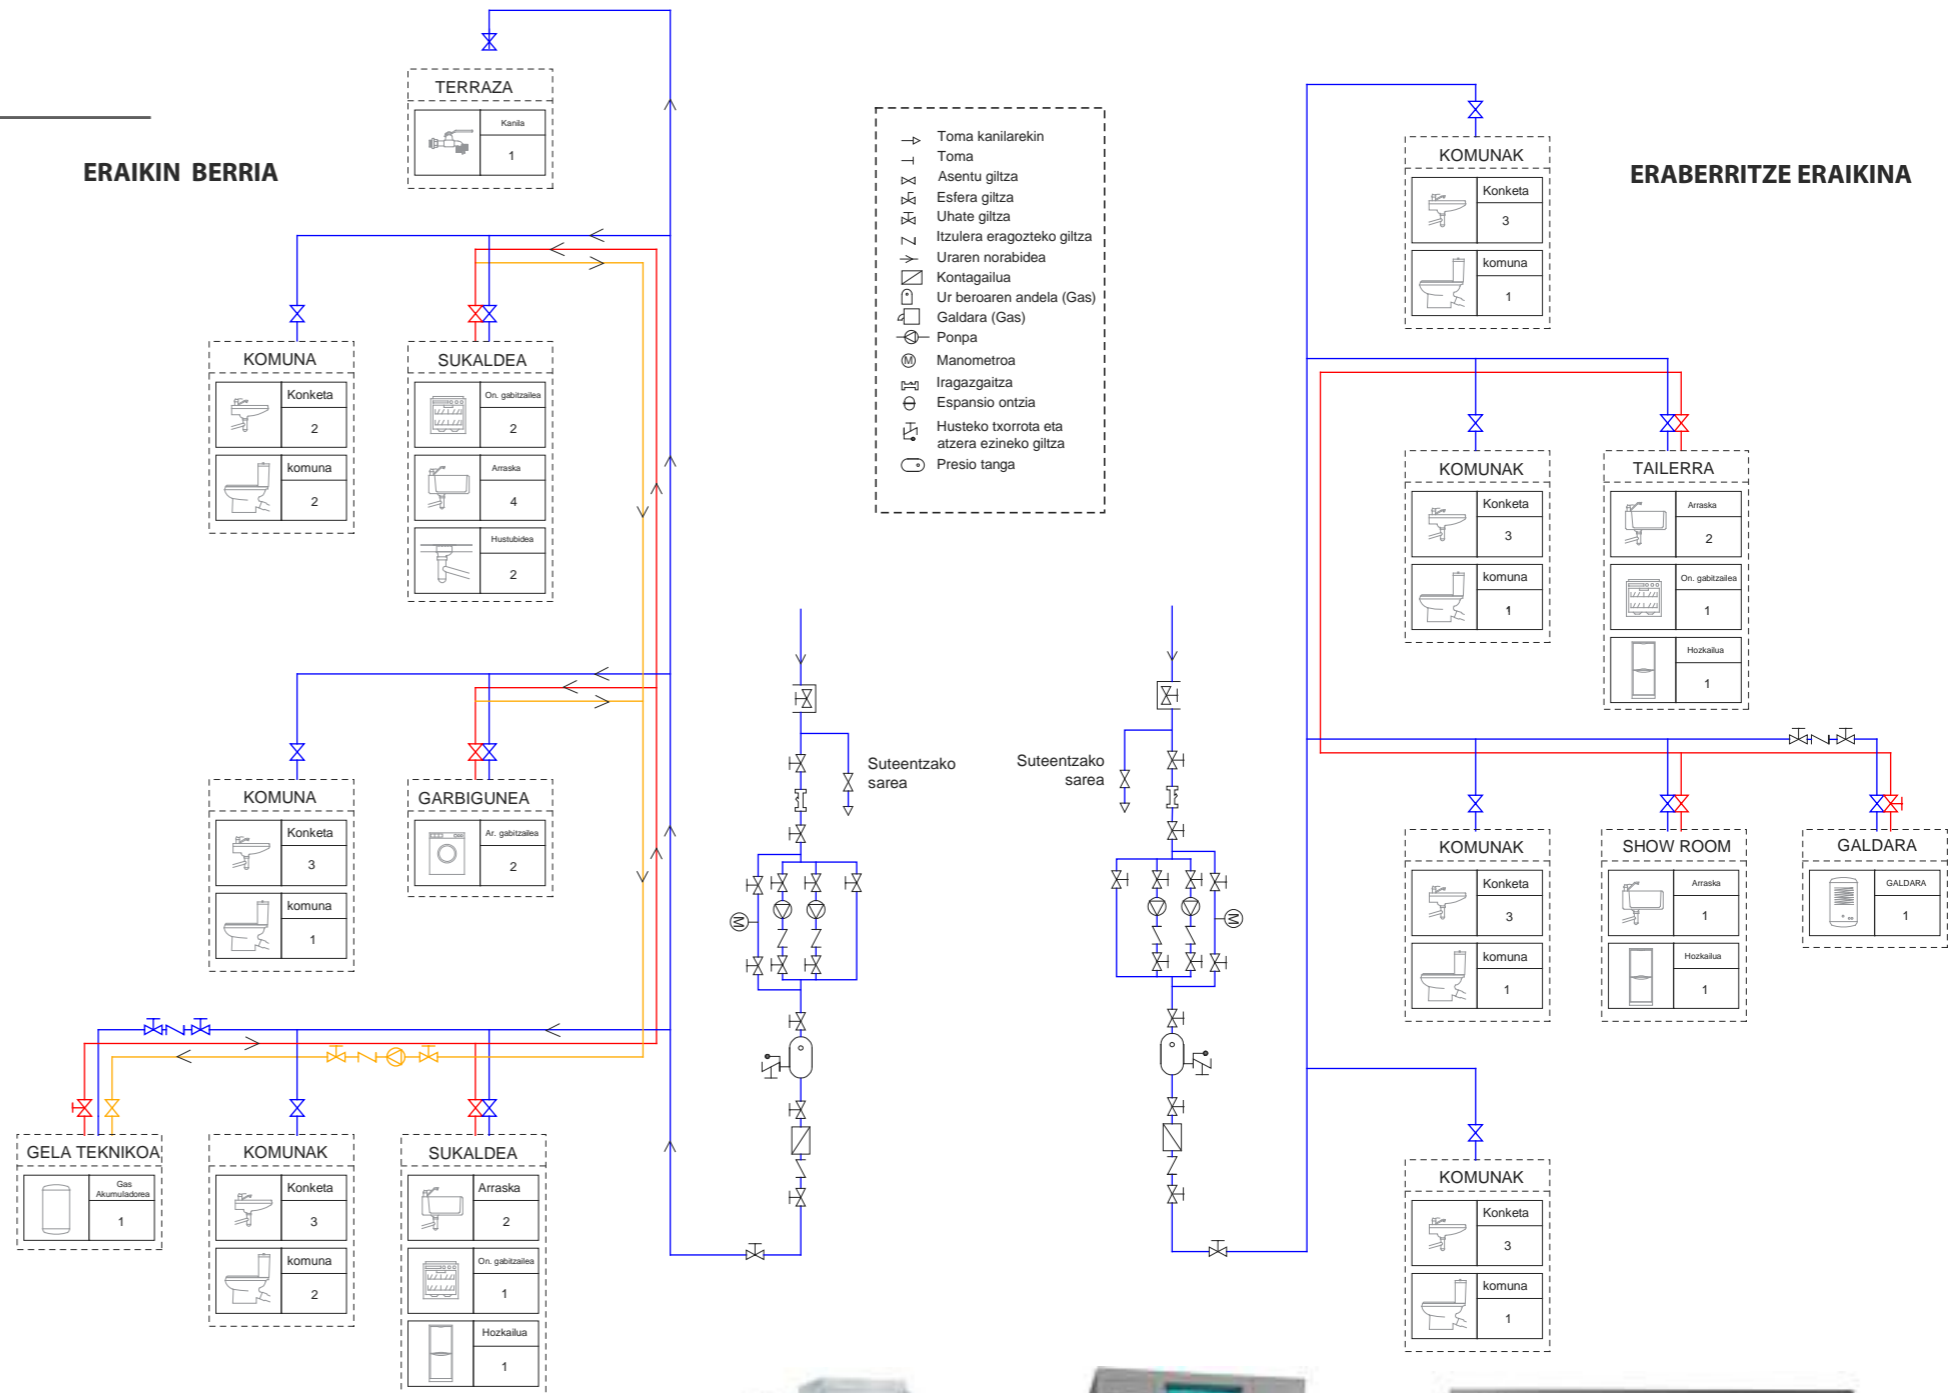 ERAIKIN BERRIA
TERRAZA
Kanila
1
KOMUNA
Konketa
2
komuna
2
SUKALDEA
On. gabitzailea
2
Arraska
4
Hustubidea
2
KOMUNA
Konketa
3
komuna
1
GARBIGUNEA
Ar. gabitzailea
2
GELA TEKNIKOA
Gas
Akumuladorea
1
KOMUNAK
Konketa
3
komuna
2
SUKALDEA
Arraska
2
On. gabitzailea
1
Hozkailua
1
Toma kanilarekin
Toma
Asentu giltza
Esfera giltza
Uhate giltza
Itzulera eragozteko giltza
Uraren norabidea
Kontagailua
Ur beroaren andela (Gas)
Galdara (Gas)
Ponpa
M Manometroa
Iragazgaitza
Espansio ontzia
Husteko txorrota eta
atzera ezineko giltza
Presio tanga
Suteentzako
sarea
M
Suteentzako
sarea
M
ERABERRITZE ERAIKINA
KOMUNAK
Konketa
3
komuna
1
KOMUNAK
Konketa
3
komuna
1
TAILERRA
Arraska
2
On. gabitzailea
1
Hozkailua
1
KOMUNAK
Konketa
3
komuna
1
SHOW ROOM
Arraska
1
Hozkailua
1
GALDARA
GALDARA
1
KOMUNAK
Konketa
3
komuna
1